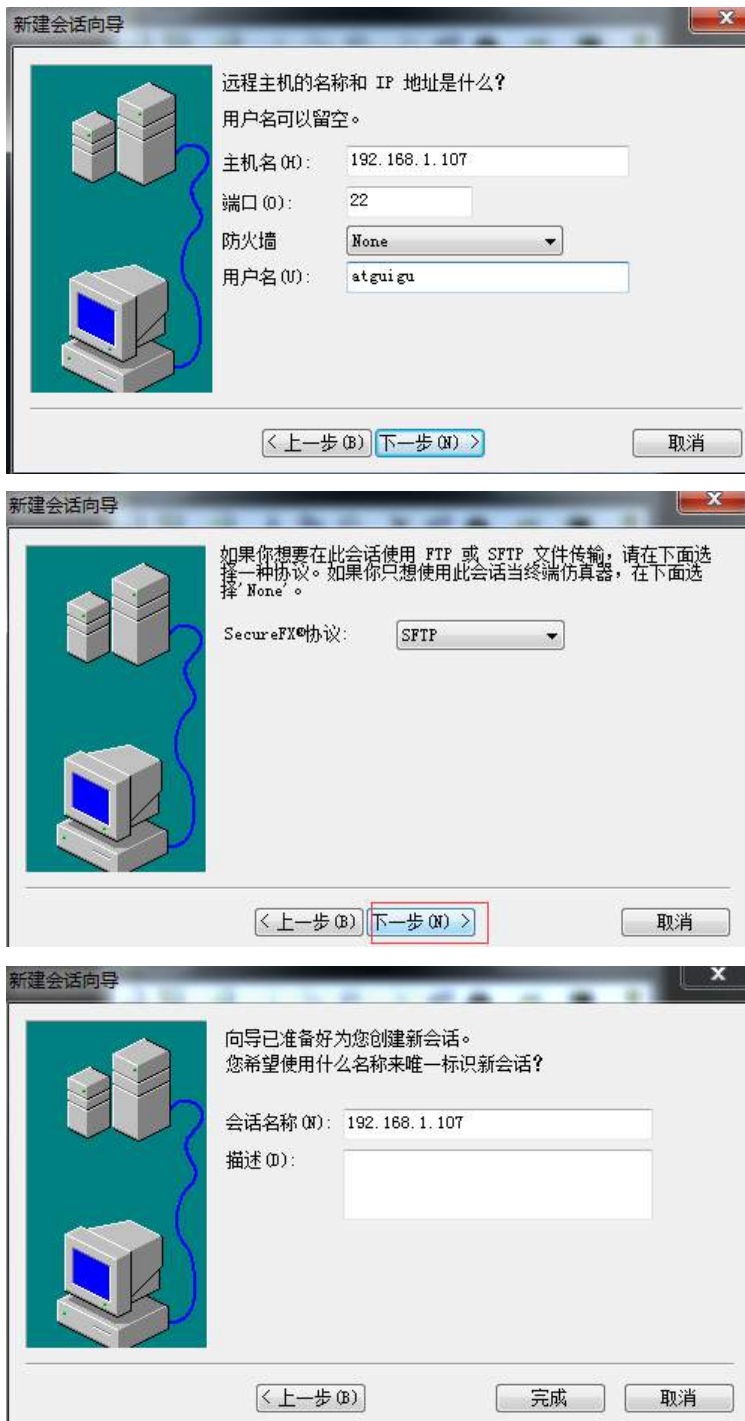 新建会话向导
远程主机的名称和 IP 地址是什么?
用户名可以留空。
主机名(H): 192.168.1.107
端口(O): 22
防火墙 None
用户名(U): atguigu
< 上一步(B) 下一步(N) > 取消
新建会话向导
如果你想要在此会话使用 FTP 或 SFTP 文件传输，请在下面选
择一种协议。如果你只想使用此会话当终端仿真器，在下面选
择'None'。
SecureFX®协议: SFTP
< 上一步(B) 下一步(N) > 取消
新建会话向导
向导已准备好为您创建新会话。
您希望使用什么名称来唯一标识新会话?
会话名称(N): 192.168.1.107
描述(D):
< 上一步(B) 完成 取消